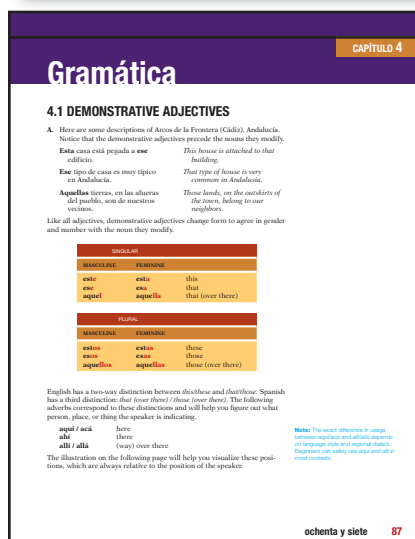 CAPÍTULO 4
Gramática
4.1 DEMONSTRATIVE ADJECTIVES
A. Here are some descriptions of Arcos de la Frontera (Cádiz), Andalucía.
Notice that the demonstrative adjectives precede the nouns they modify.
Esta casa está pegada a ese
edificio.
This house is attached to that
building.
Ese tipo de casa es muy típico
en Andalucía.
That type of house is very
common in Andalusia.
Aquellas tierras, en las afueras
del pueblo, son de nuestros
vecinos.
Those lands, on the outskirts of
the town, belong to our
neighbors.
Like all adjectives, demonstrative adjectives change form to agree in gender
and number with the noun they modify.
SINGULAR
MASCULINE FEMININE
este esta this
ese esa that
aquel aquella that (over there)
PLURAL
MASCULINE FEMININE
estos estas these
esos esas those
aquellos aquellas those (over there)
English has a two-way distinction between this/these and that/those. Spanish
has a third distinction: that (over there) / those (over there). The following
adverbs correspond to these distinctions and will help you figure out what
person, place, or thing the speaker is indicating.
aquí / acá here
ahí there
allí / allá (way) over there
The illustration on the following page will help you visualize these posi-
tions, which are always relative to the position of the speaker.
Note: The exact difference in usage
between aquí/acá and allí/allá depends
on language style and regional dialect.
Beginners can safely use aquí and allí in
most contexts.
ochenta y siete 87